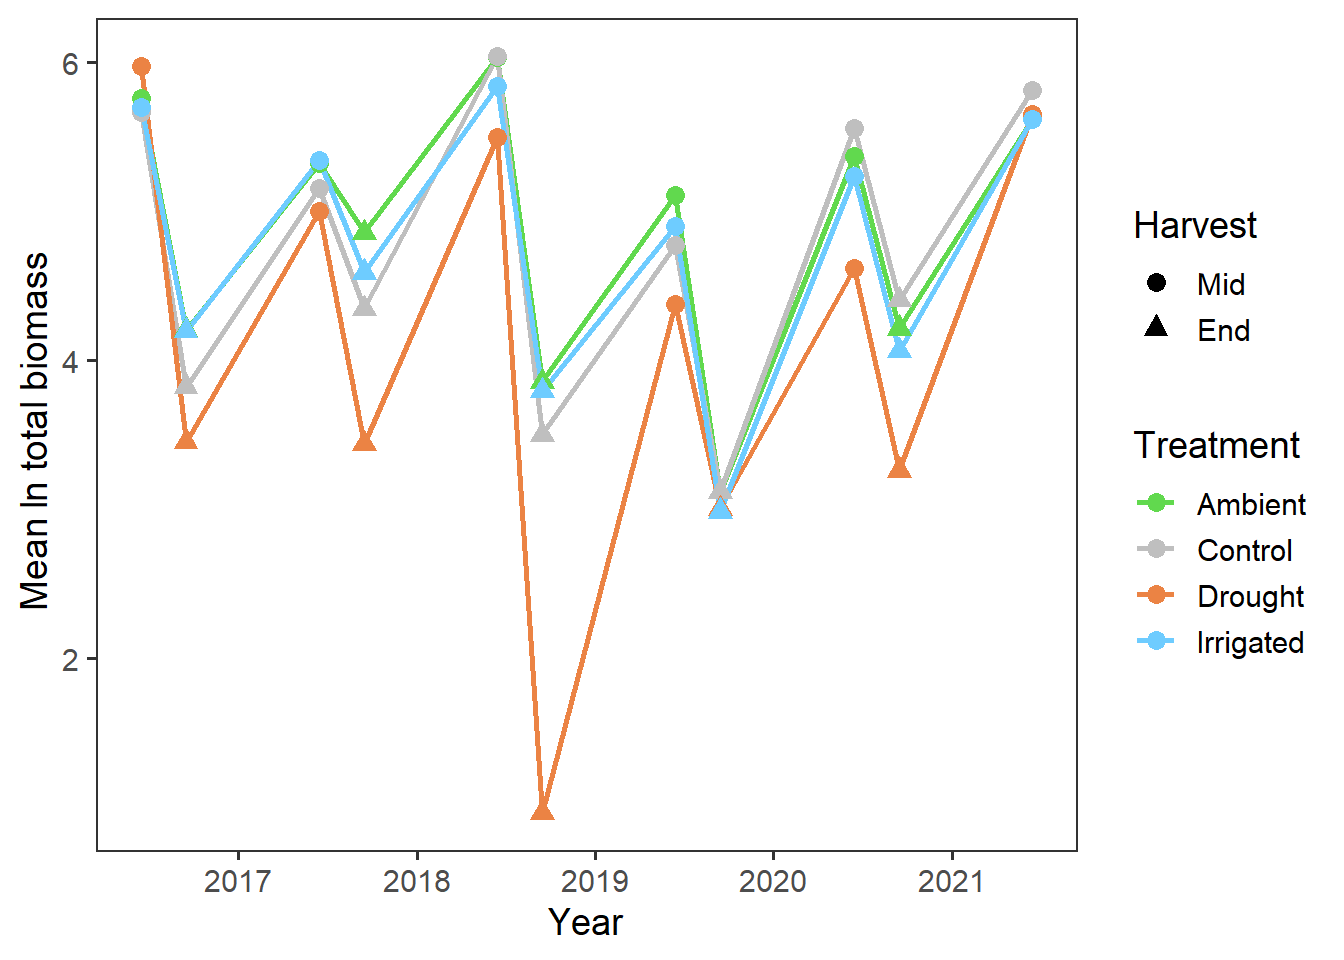 6
4
2
Mean ln total biomass
2017
2018
2019
2020
2021
Year
Harvest
Mid
End
Treatment
Ambient
Control
Drought
Irrigated